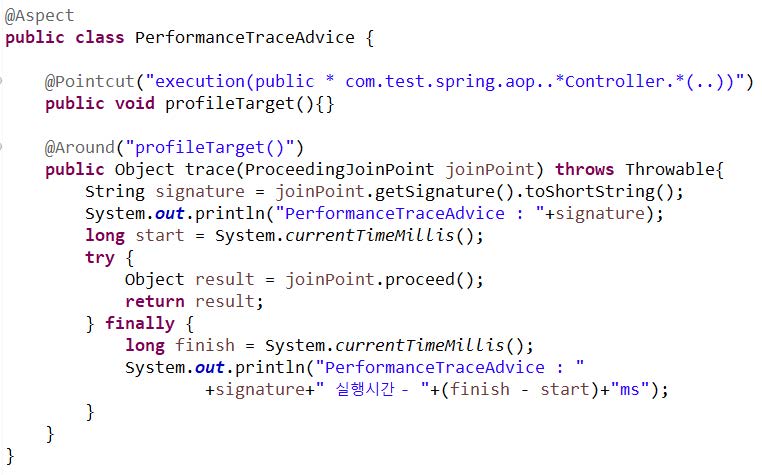 @Aspect
public class PerformanceTraceAdvice {
@Pointcut("execution(public * com.test.spring.aop..*Controller.*(..))")
public void profileTarget(){}
@Around("profileTarget()")
public Object trace(ProceedingJoinPoint joinPoint) throws Throwable{
String signature = joinPoint.getSignature().toShortString();
System.out.println("PerformanceTraceAdvice : "+signature);
long start = System.currentTimeMillis();
try {
Object result = joinPoint.proceed();
return result;
} finally {
long finish = System.currentTimeMillis();
System.out.println("PerformanceTraceAdvice : "
+signature+" 실행시간 - "+(finish - start)+"ms");
}
}
}